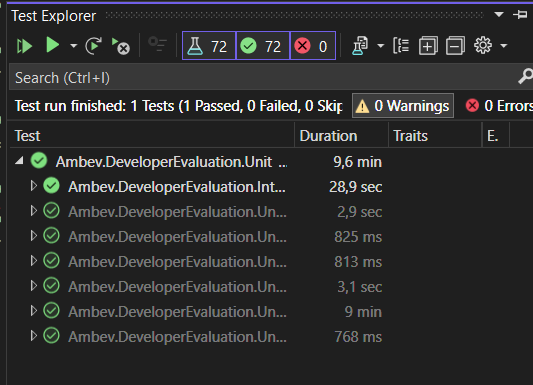 Test Explorer
72 72 0
Search (Ctrl+I)
Test run finished: 1 Tests (1 Passed, 0 Failed, 0 Skip 0 Warnings 0 Errors
Test Duration Traits E.
Ambev.DeveloperEvaluation.Unit ... 9,6 min
Ambev.DeveloperEvaluation.Int... 28,9 sec
Ambev.DeveloperEvaluation.Un... 2,9 sec
Ambev.DeveloperEvaluation.Un... 825 ms
Ambev.DeveloperEvaluation.Un... 813 ms
Ambev.DeveloperEvaluation.Un... 3,1 sec
Ambev.DeveloperEvaluation.Un... 9 min
Ambev.DeveloperEvaluation.Un... 768 ms